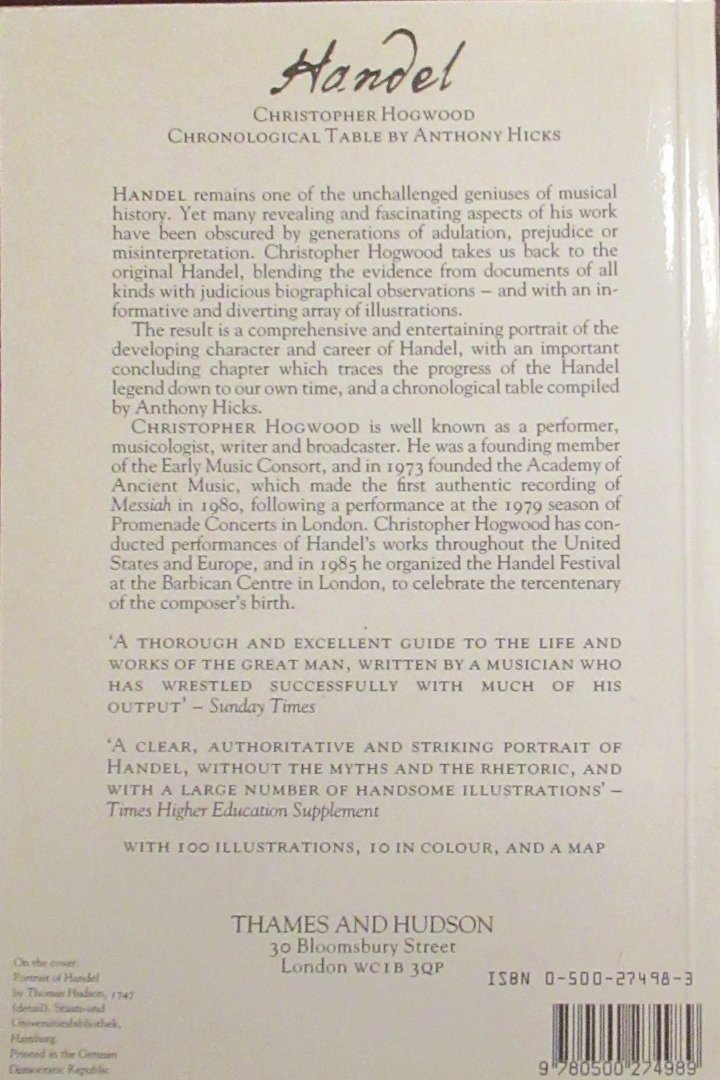 Handel
CHRISTOPHER HOGWOOD
CHRONOLOGICAL TABLE BY ANTHONY HICKS
HANDEL remains one of the unchallenged geniuses of musical
history. Yet many revealing and fascinating aspects of his work
have been obscured by generations of adulation, prejudice or
misinterpretation. Christopher Hogwood takes us back to the
original Handel, blending the evidence from documents of all
kinds with judicious biographical observations – and with an in-
formative and diverting array of illustrations.
The result is a comprehensive and entertaining portrait of the
developing character and career of Handel, with an important
concluding chapter which traces the progress of the Handel
legend down to our own time, and a chronological table compiled
by Anthony Hicks.
CHRISTOPHER HOGWOOD is well known as a performer,
musicologist, writer and broadcaster. He was a founding member
of the Early Music Consort, and in 1973 founded the Academy of
Ancient Music, which made the first authentic recording of
Messiah in 1980, following a performance at the 1979 season of
Promenade Concerts in London. Christopher Hogwood has con-
ducted performances of Handel's works throughout the United
States and Europe, and in 1985 he organized the Handel Festival
at the Barbican Centre in London, to celebrate the tercentenary
of the composer's birth.
'A THOROUGH AND EXCELLENT GUIDE TO THE LIFE AND
WORKS OF THE GREAT MAN, WRITTEN BY A MUSICIAN WHO
HAS WRESTLED SUCCESSFULLY WITH MUCH OF HIS
OUTPUT' – Sunday Times
'A CLEAR, AUTHORITATIVE AND STRIKING PORTRAIT OF
HANDEL, WITHOUT THE MYTHS AND THE RHETORIC, AND
WITH A LARGE NUMBER OF HANDSOME ILLUSTRATIONS' –
Times Higher Education Supplement
WITH 100 ILLUSTRATIONS, 10 IN COLOUR, AND A MAP
THAMES AND HUDSON
30 Bloomsbury Street
London WC1B 3QP
On the cover:
Portrait of Handel
by Thomas Hudson, 1747
(detail). Staats-und
Universitätsbibliothek,
Hamburg.
Printed in the German
Democratic Republic
ISBN 0-500-27498-3
9 780500 274989